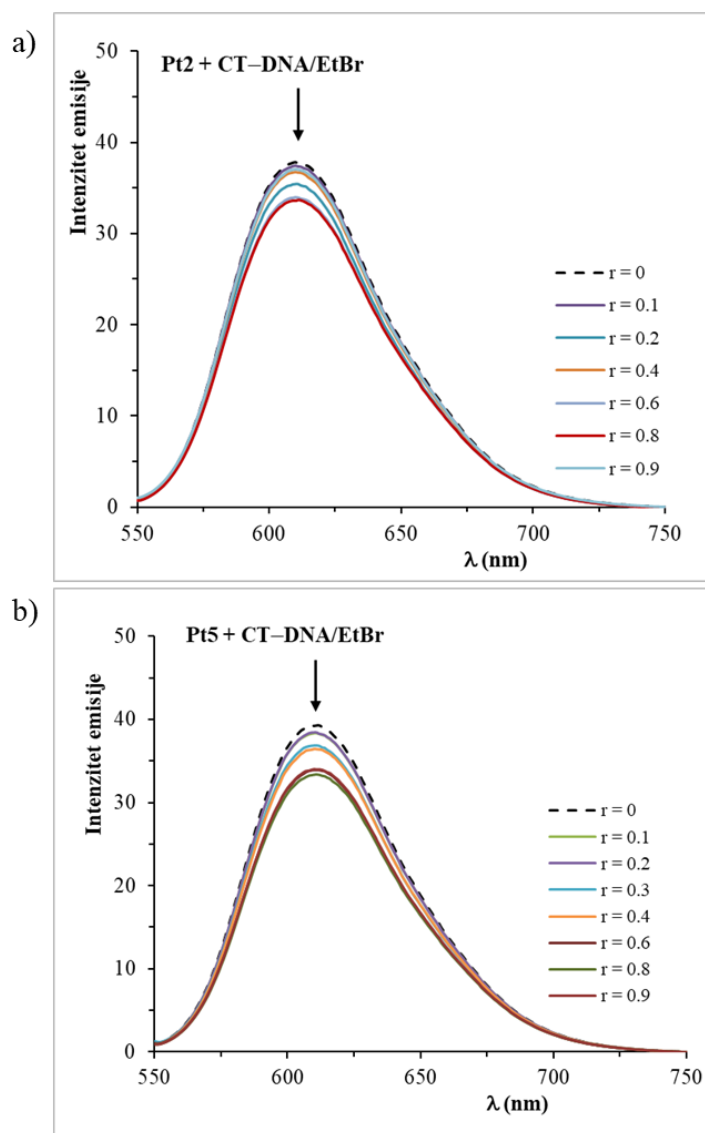 a)
Pt2 + CT–DNA/EtBr
Intenzitet emisije
50
40
30
20
10
0
r = 0
r = 0.1
r = 0.2
r = 0.4
r = 0.6
r = 0.8
r = 0.9
550
600
650
700
750
λ (nm)
b)
Pt5 + CT–DNA/EtBr
Intenzitet emisije
50
40
30
20
10
0
r = 0
r = 0.1
r = 0.2
r = 0.3
r = 0.4
r = 0.6
r = 0.8
r = 0.9
550
600
650
700
750
λ (nm)